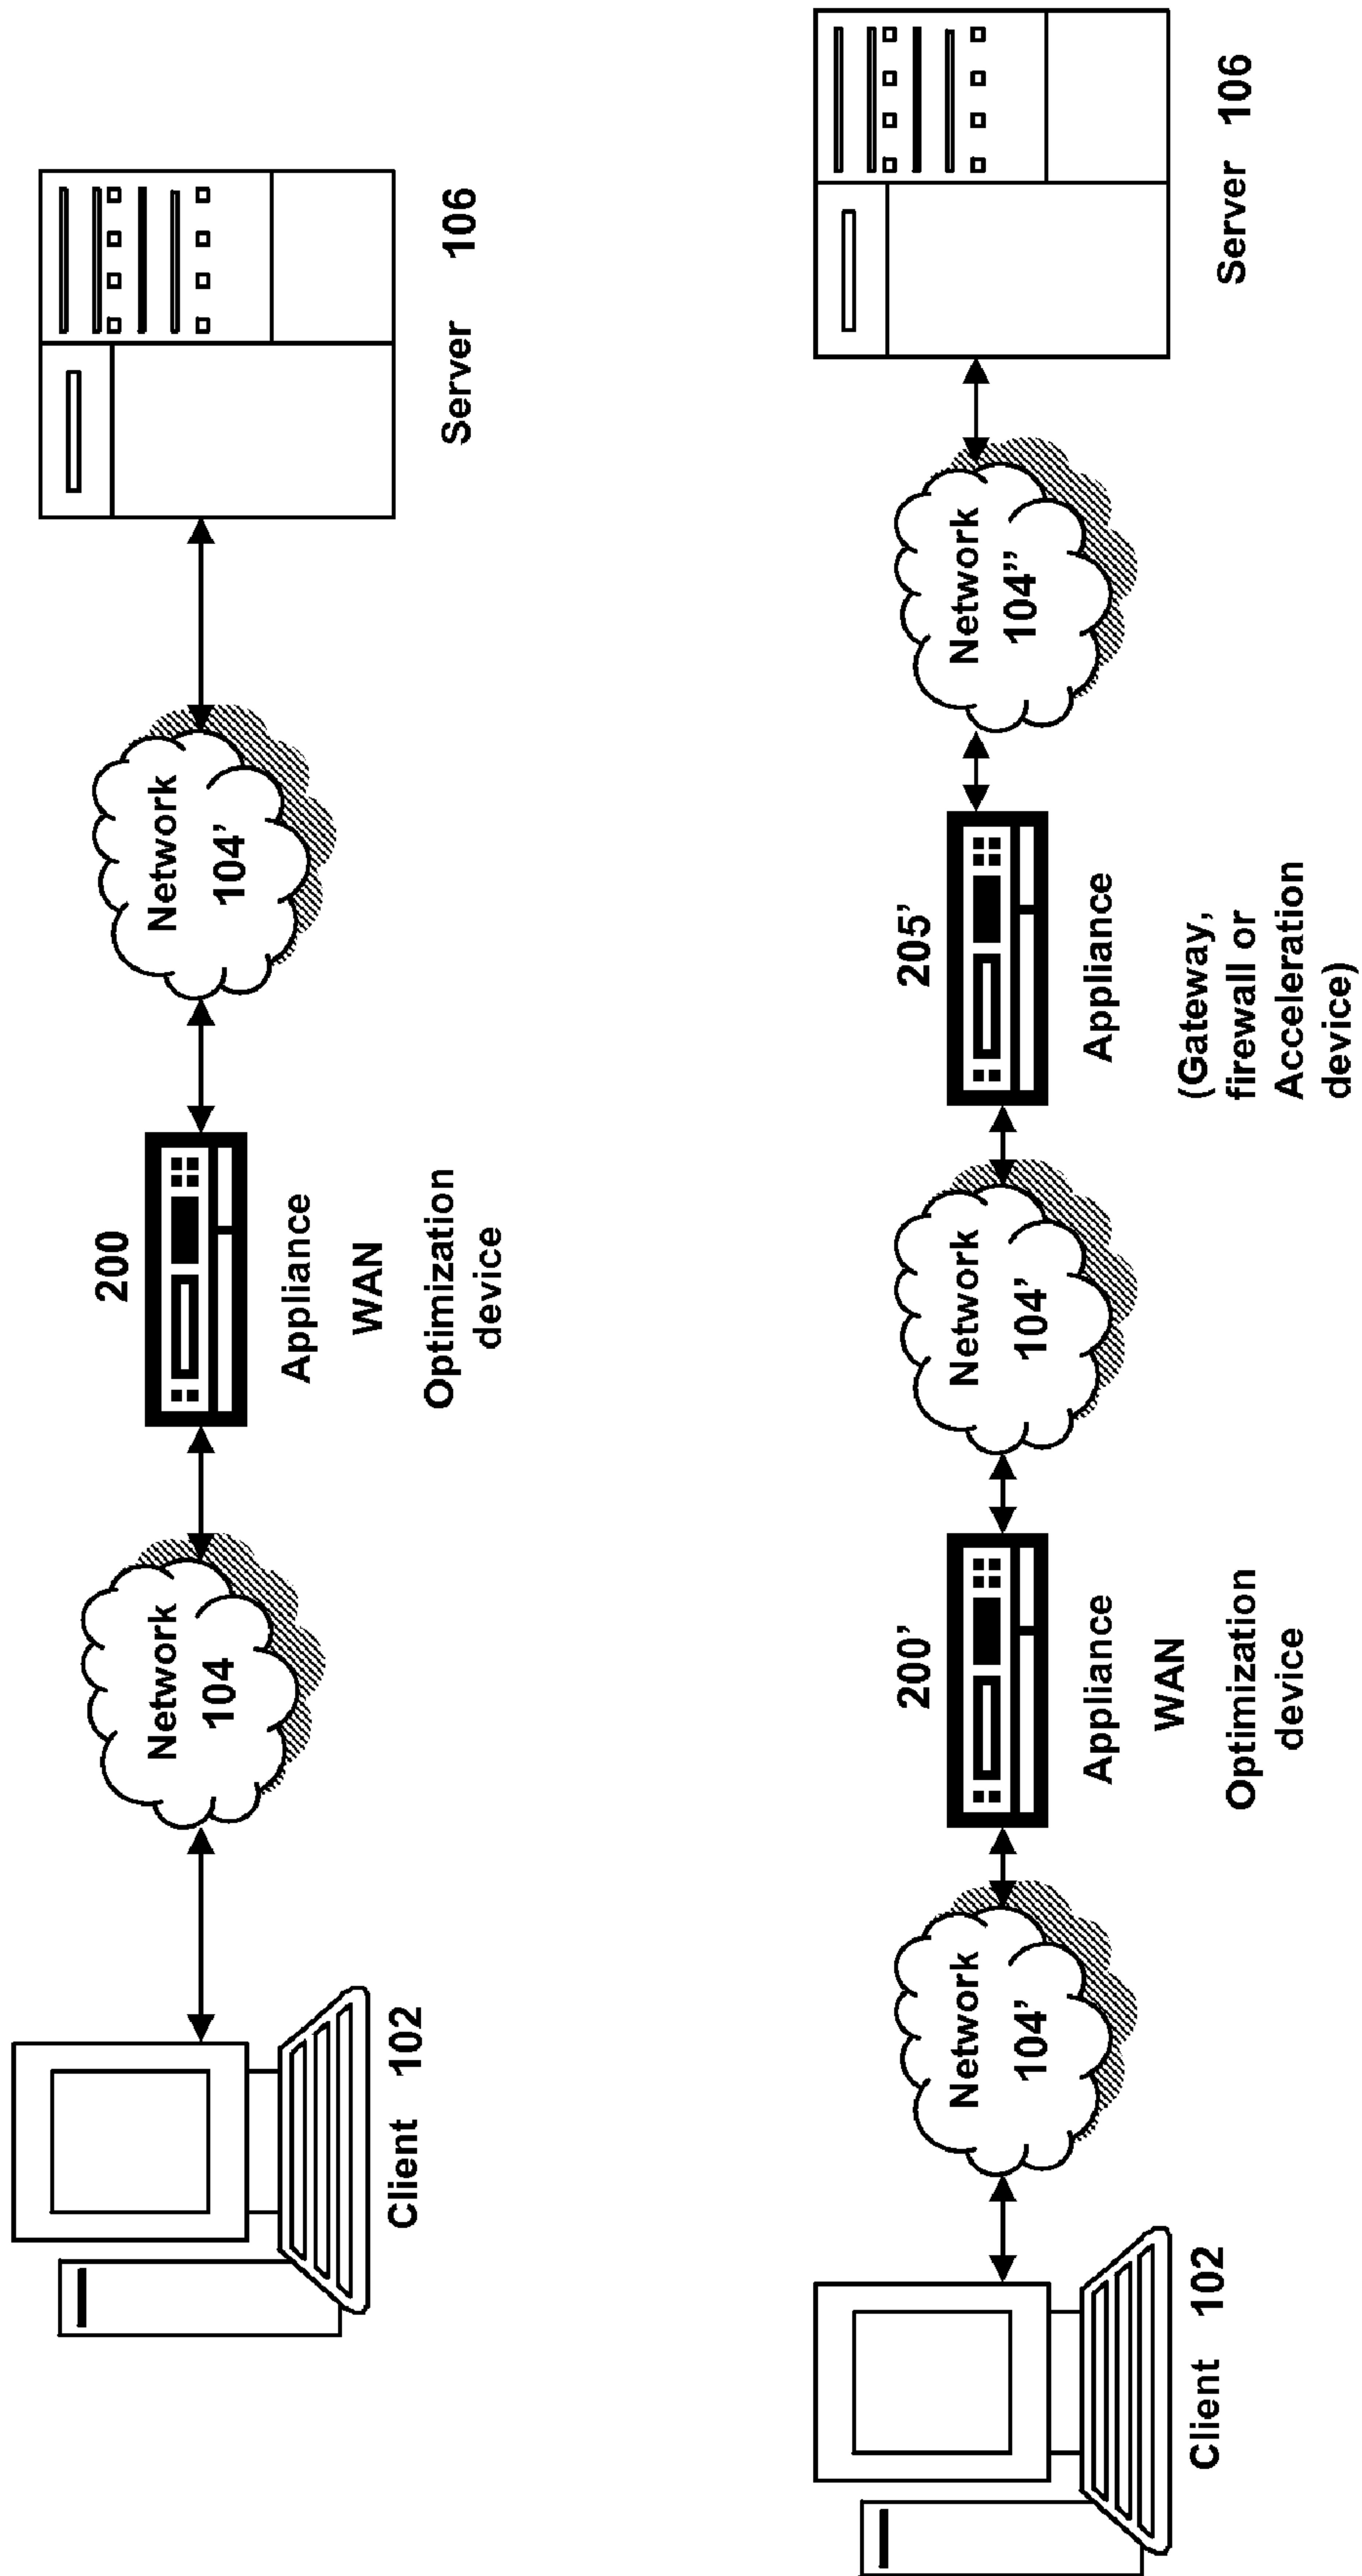 Client 102
Network
104
200
Appliance
WAN
Optimization
device
Network
104’
Server 106
Client 102
Network
104’
200’
Appliance
WAN
Optimization
device
Network
104’
205’
Appliance
(Gateway,
firewall or
Acceleration
device)
Network
104’’
Server 106